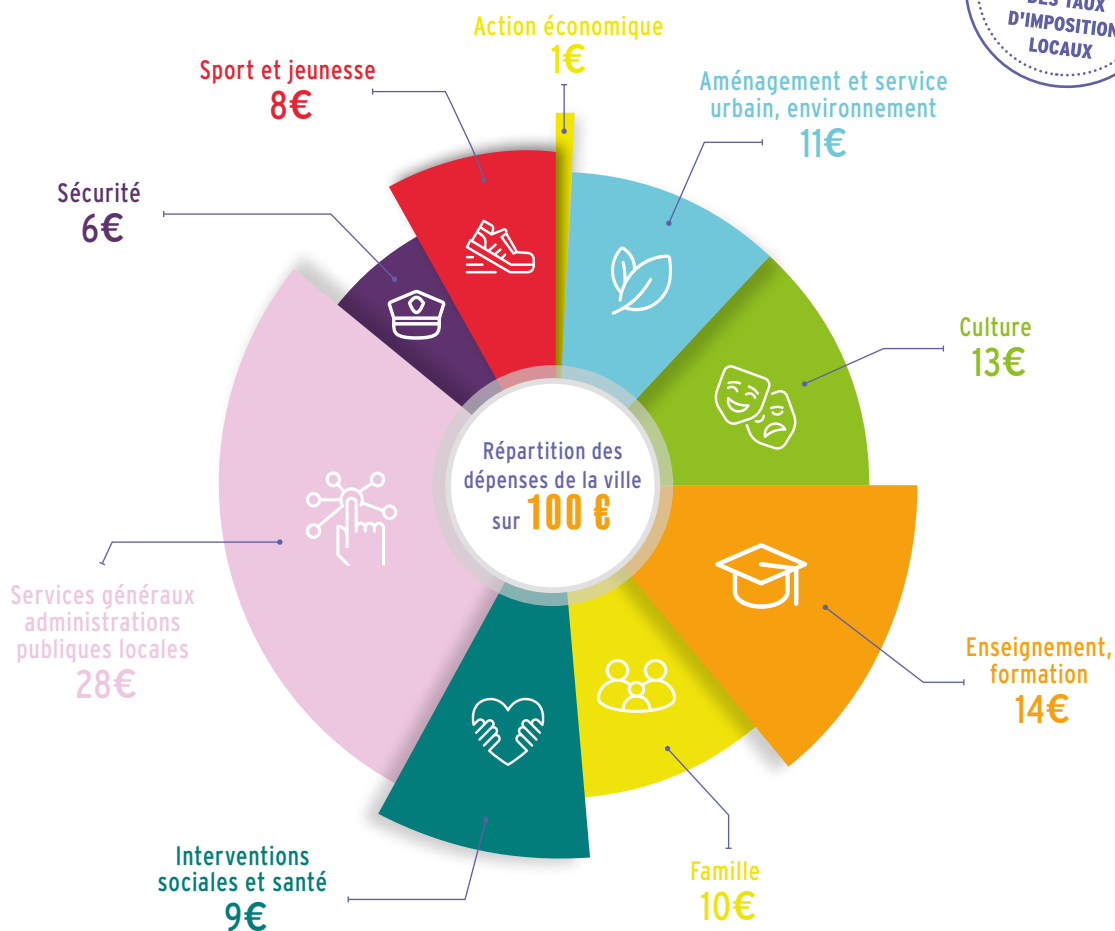 DES TAUX
D'IMPOSITION
LOCAUX
Action économique
1€
Sport et jeunesse
8€
Aménagement et service
urbain, environnement
11€
Sécurité
6€
Culture
13€
Répartition des
dépenses de la ville
sur 100 €
Services généraux
administrations
publiques locales
28€
Enseignement,
formation
14€
Interventions
sociales et santé
9€
Famille
10€